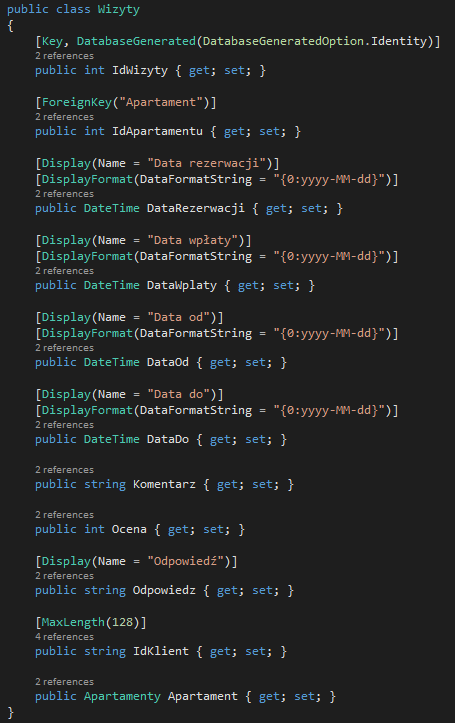 public class Wizyty
{
[Key, DatabaseGenerated(DatabaseGeneratedOption.Identity)]
2 references
public int IdWizyty { get; set; }
[ForeignKey("Apartament")]
2 references
public int IdApartamentu { get; set; }
[Display(Name = "Data rezerwacji")]
[DisplayFormat(DataFormatString = "{0:yyyy-MM-dd}")]
2 references
public DateTime DataRezerwacji { get; set; }
[Display(Name = "Data wpłaty")]
[DisplayFormat(DataFormatString = "{0:yyyy-MM-dd}")]
2 references
public DateTime DataWplaty { get; set; }
[Display(Name = "Data od")]
[DisplayFormat(DataFormatString = "{0:yyyy-MM-dd}")]
2 references
public DateTime DataOd { get; set; }
[Display(Name = "Data do")]
[DisplayFormat(DataFormatString = "{0:yyyy-MM-dd}")]
2 references
public DateTime DataDo { get; set; }
2 references
public string Komentarz { get; set; }
2 references
public int Ocena { get; set; }
[Display(Name = "Odpowiedź")]
2 references
public string Odpowiedz { get; set; }
[MaxLength(128)]
4 references
public string IdKlient { get; set; }
2 references
public Apartamenty Apartament { get; set; }
}